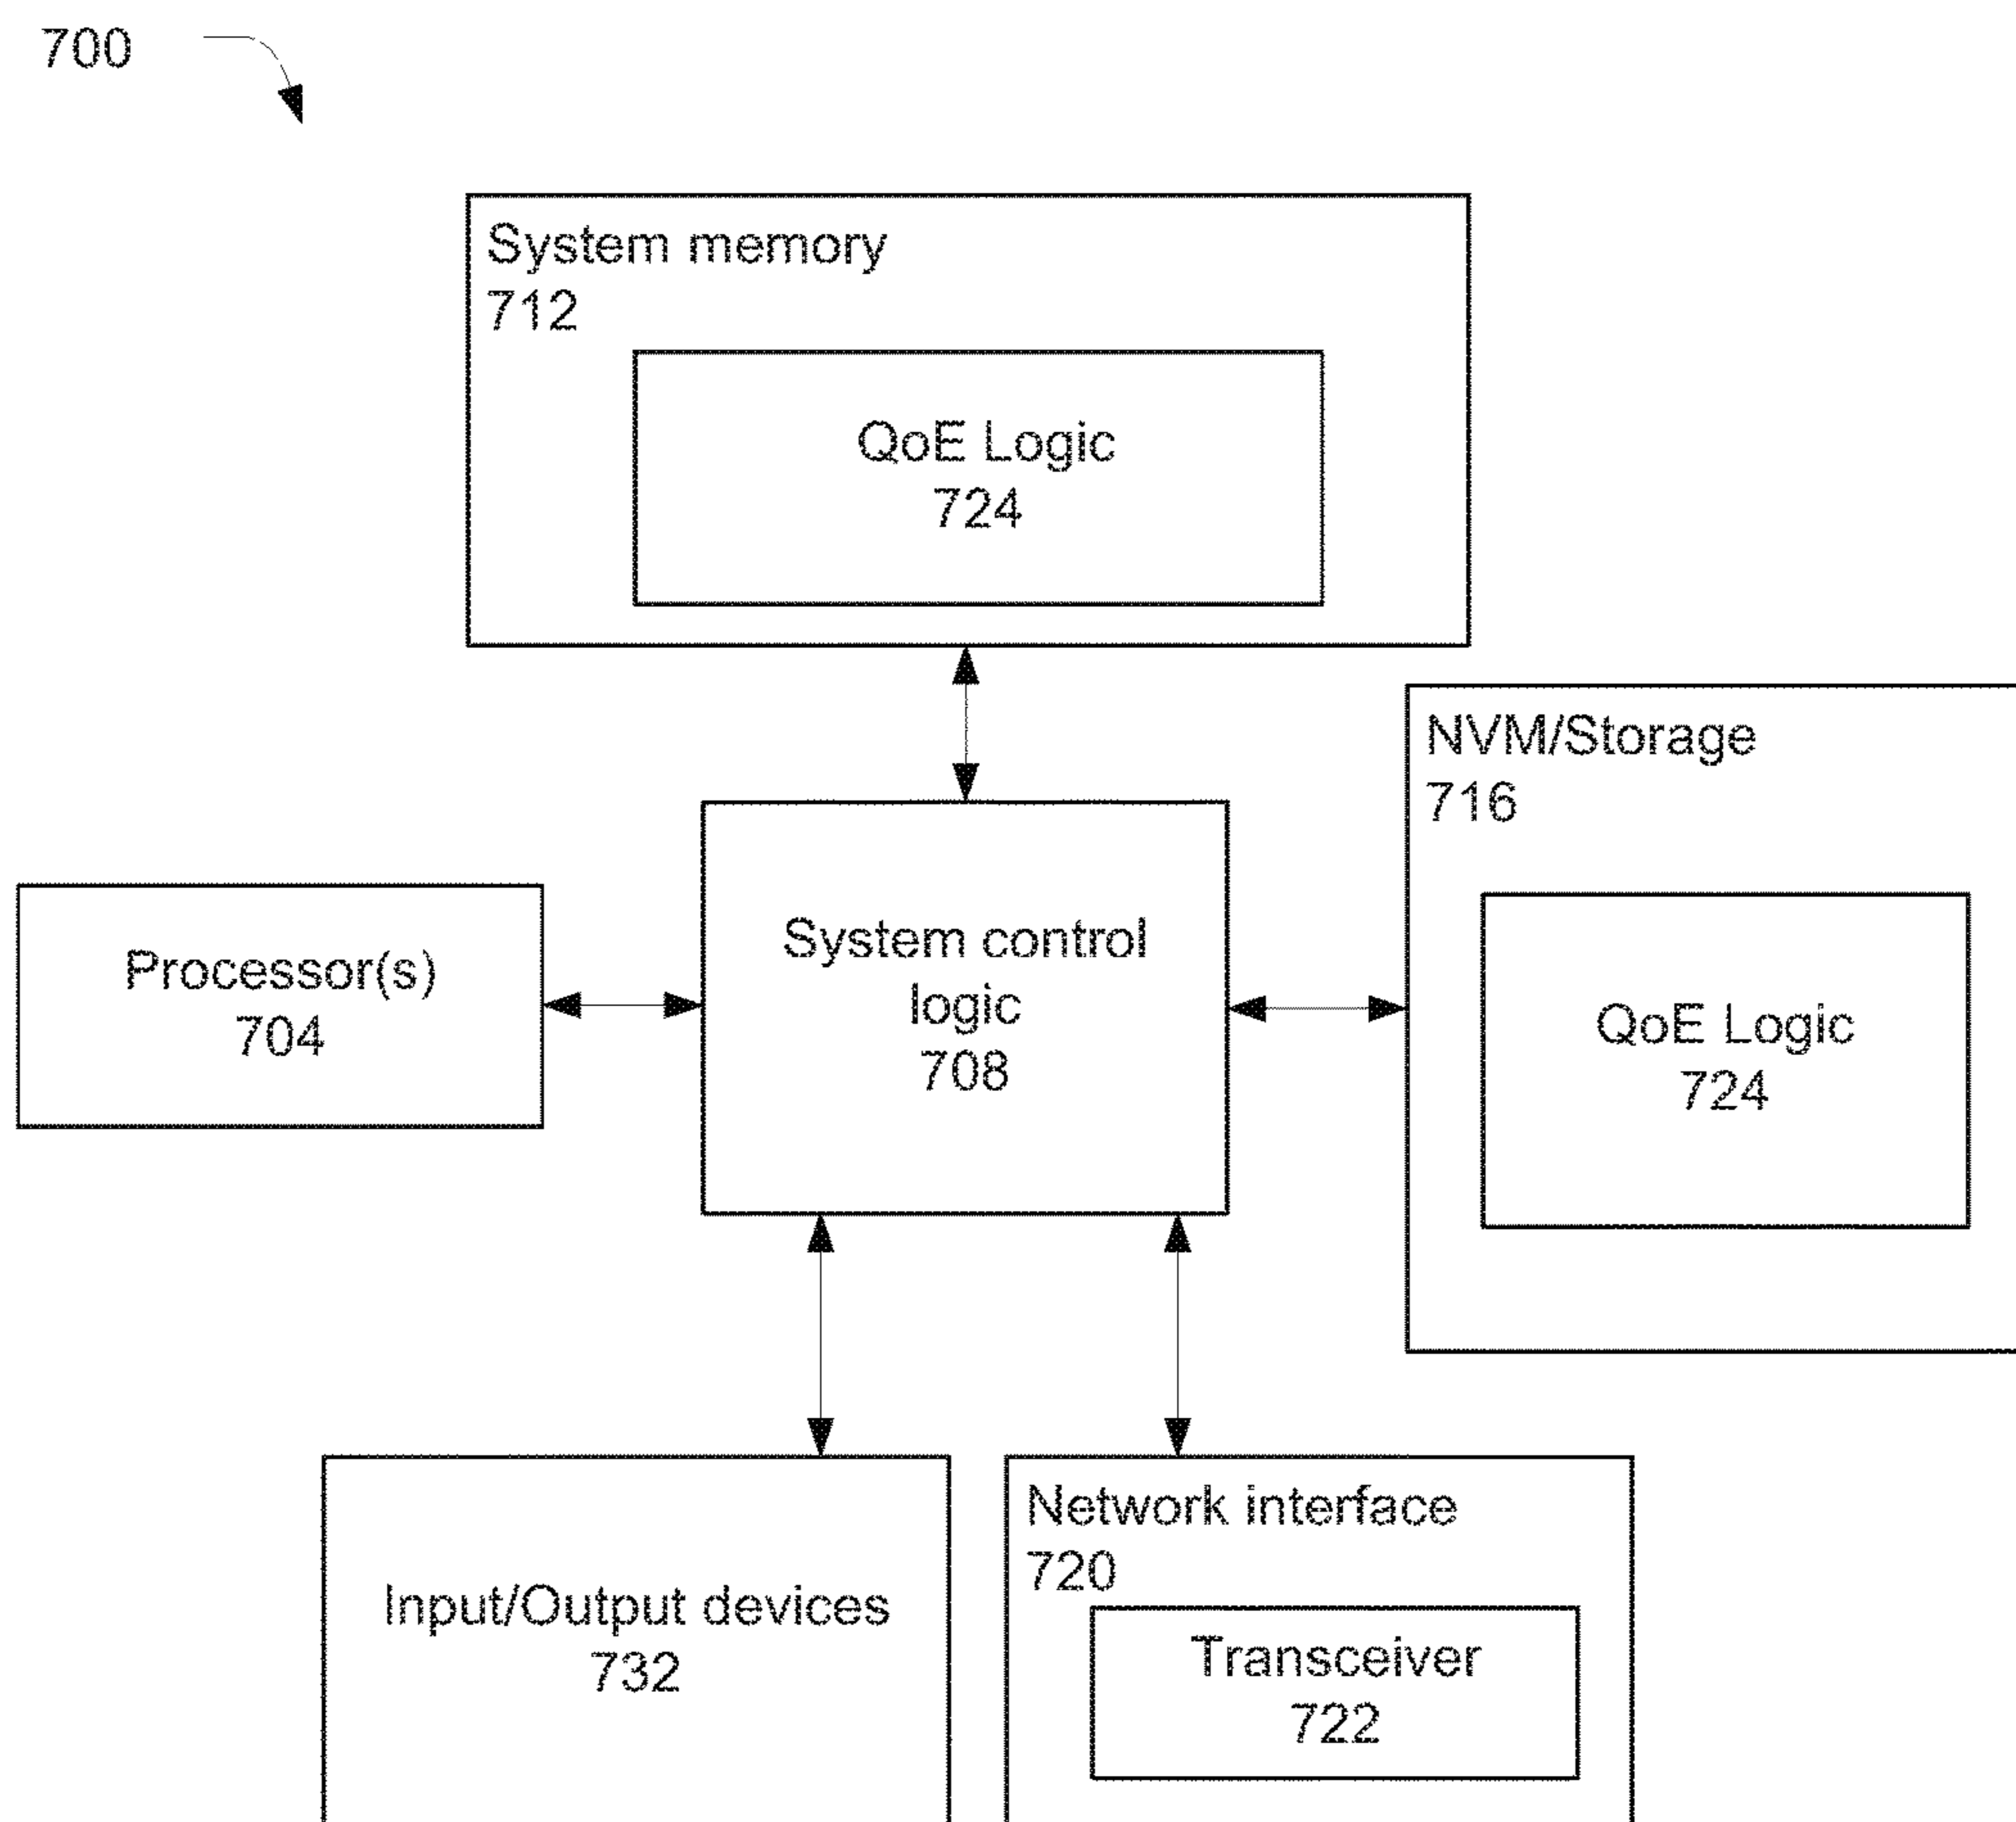 700
System memory
712
QoE Logic
724
NVM/Storage
716
QoE Logic
724
System control
logic
708
Processor(s)
704
Input/Output devices
732
Network interface
720
Transceiver
722